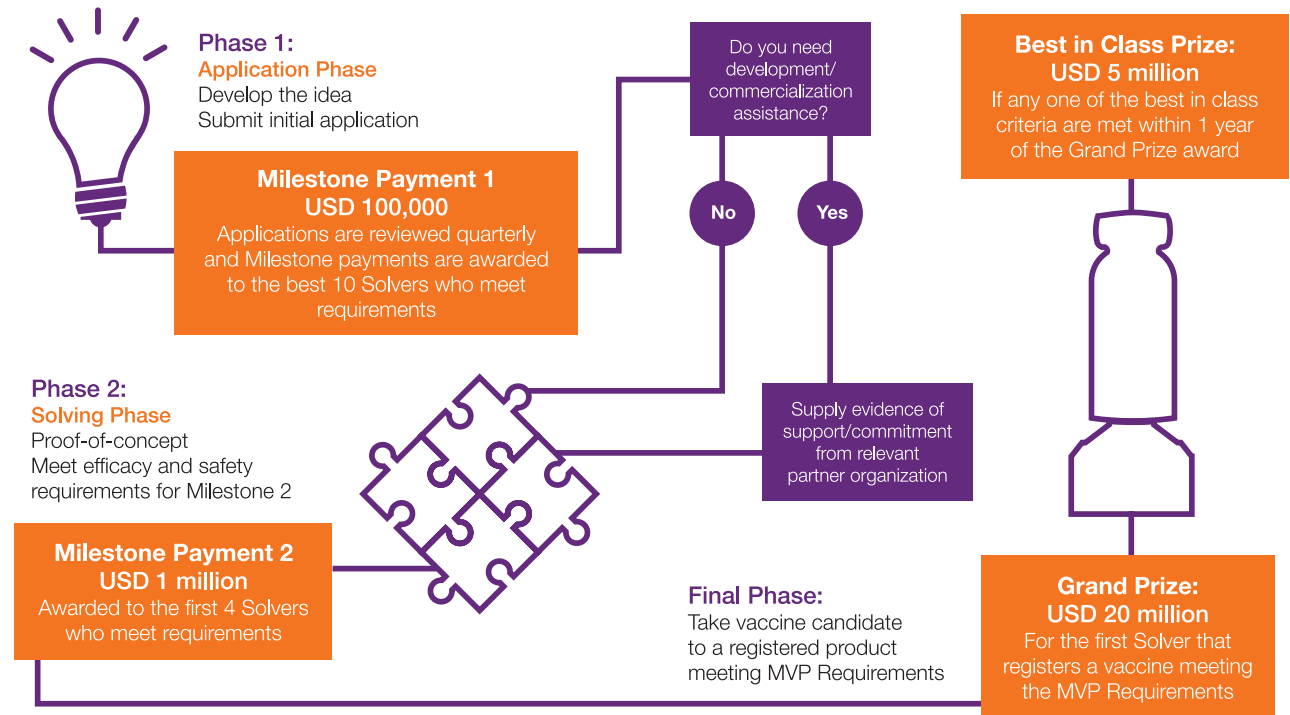 Phase 1:
Application Phase
Develop the idea
Submit initial application
Milestone Payment 1
USD 100,000
Applications are reviewed quarterly
and Milestone payments are awarded
to the best 10 Solvers who meet
requirements
Do you need
development/
commercialization
assistance?
No
Yes
Supply evidence of
support/commitment
from relevant
partner organization
Phase 2:
Solving Phase
Proof-of-concept
Meet efficacy and safety
requirements for Milestone 2
Milestone Payment 2
USD 1 million
Awarded to the first 4 Solvers
who meet requirements
Final Phase:
Take vaccine candidate
to a registered product
meeting MVP Requirements
Grand Prize:
USD 20 million
For the first Solver that
registers a vaccine meeting
the MVP Requirements
Best in Class Prize:
USD 5 million
If any one of the best in class
criteria are met within 1 year
of the Grand Prize award